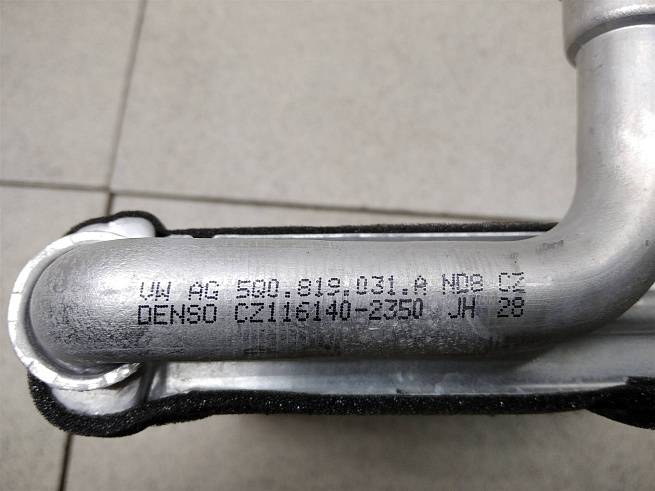 VW AG 5Q0.819.031.A ND8 CZ
DENSO CZ116140-2350 JH 28